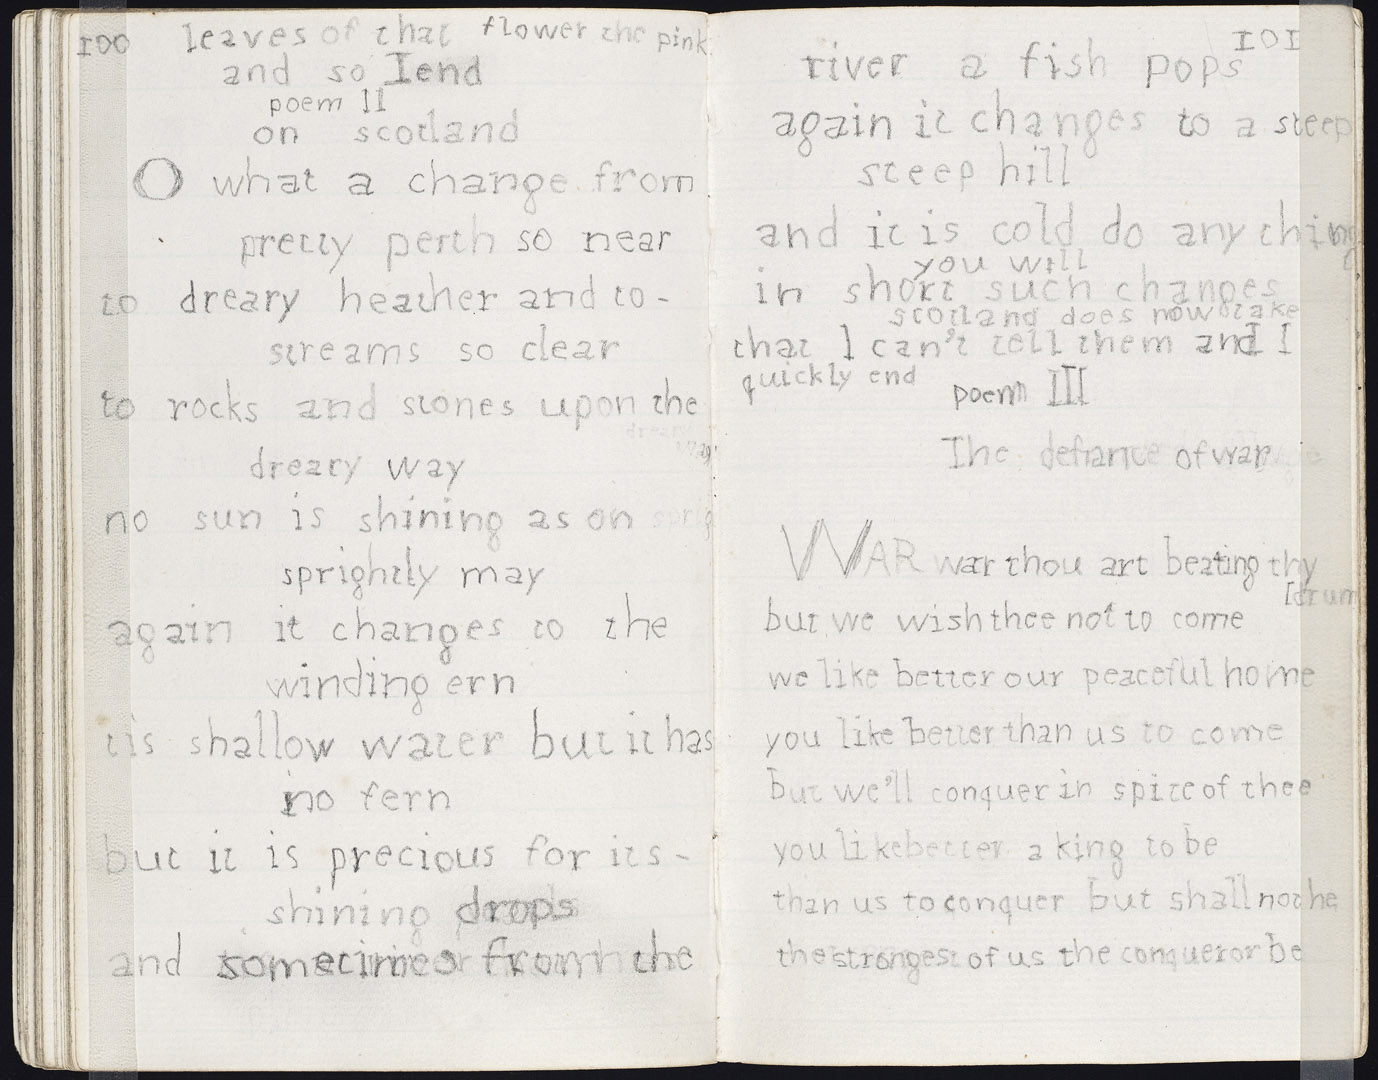 100
leaves of that flower the pink
and so I end
poem II
on scotland
O what a change from
pretty perth so near
to dreary heather and to-
streams so clear
to rocks and stones upon the
dreary way
no sun is shining as on sprig
sprightly may
again it changes to the
winding ern
tis shallow water but it has
no fern
but it is precious for its-
shining drops
and sometimes from the
101
river a fish pops
again it changes to a steep
steep hill
and it is cold do any thing
you will
in short such changes
scotland does now take
that I can't tell them and I
quickly end
poem III
The defiance of war
WAR war thou art beating thy
[drum
but we wish thee not to come
we like better our peaceful home
you like better than us to come
but we'll conquer in spite of thee
you like better a king to be
than us to conquer but shall not he
the strongest of us the conqueror be